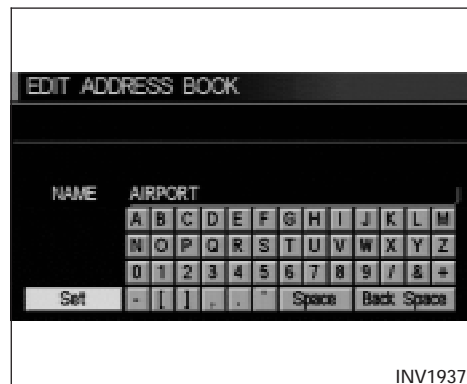 EDIT ADDRESS BOOK
NAME AIRPORT
A B C D E F G H I J K L M
N O P Q R S T U V W X Y Z
0 1 2 3 4 5 6 7 8 9 / & +
Set - [ ] , . Space Back Space
INV1937